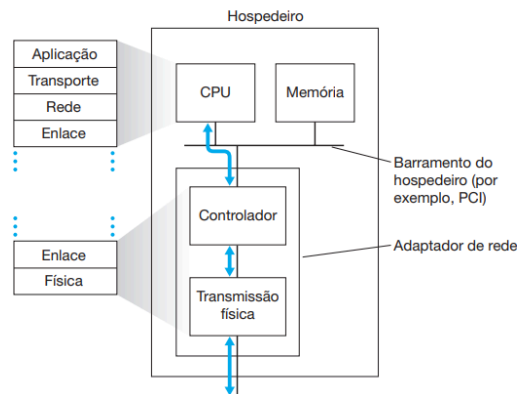 Hospedeiro
Aplicação
Transporte
Rede
Enlace
CPU
Memória
Barramento do
hospedeiro (por
exemplo, PCI)
Controlador
Adaptador de rede
Enlace
Física
Transmissão
física